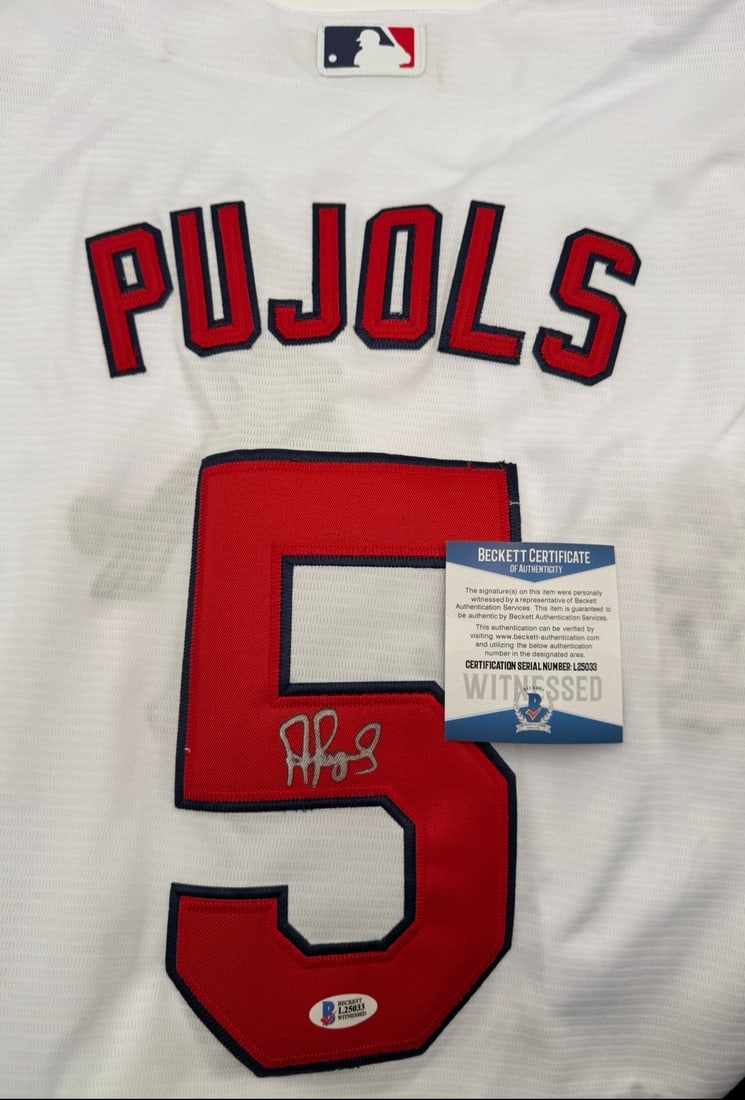 PUJOLS
5
BECKETT CERTIFICATE
OF AUTHENTICITY
The signature(s) on this item were personally
witnessed by a representative of Beckett
Authentication Services. This item is guaranteed to
be authentic by Beckett Authentication Services.
This authentication can be verified by
visiting www.beckett-authentication.com
and utilizing the below authentication
number in the designated area.
CERTIFICATION SERIAL NUMBER: L25033
WITNESSED
BECKETT
B
BECKETT
L25033
WITNESSED